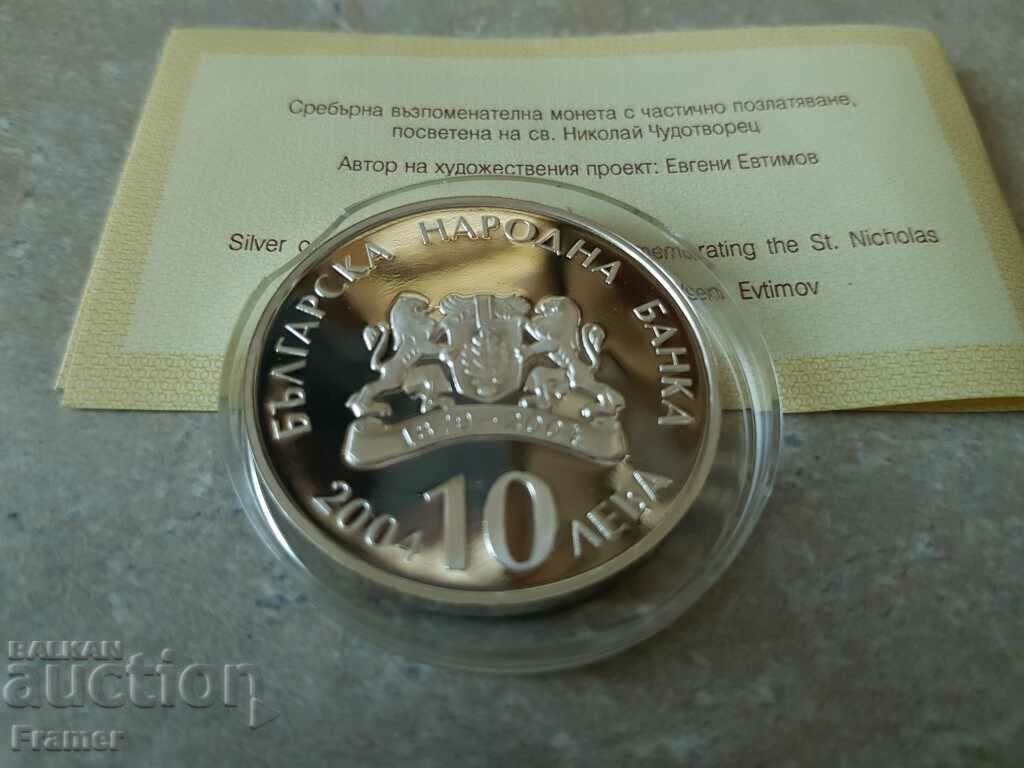 Сребърна възпоменателна монета с частично позлатяване,
посветена на св. Николай Чудотворец
Автор на художествения проект: Евгени Евтимов
Silver
the St. Nicholas
Evtimov
БЪЛГАРСКА НАРОДНА БАНКА
2004 10 ЛЕВА
BALKAN
auction
Framer